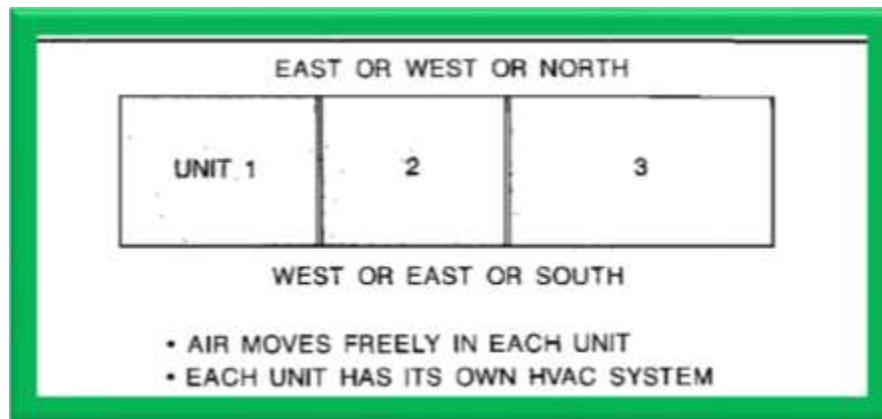 EAST OR WEST OR NORTH
UNIT 1 2 3
WEST OR EAST OR SOUTH
• AIR MOVES FREELY IN EACH UNIT
• EACH UNIT HAS ITS OWN HVAC SYSTEM